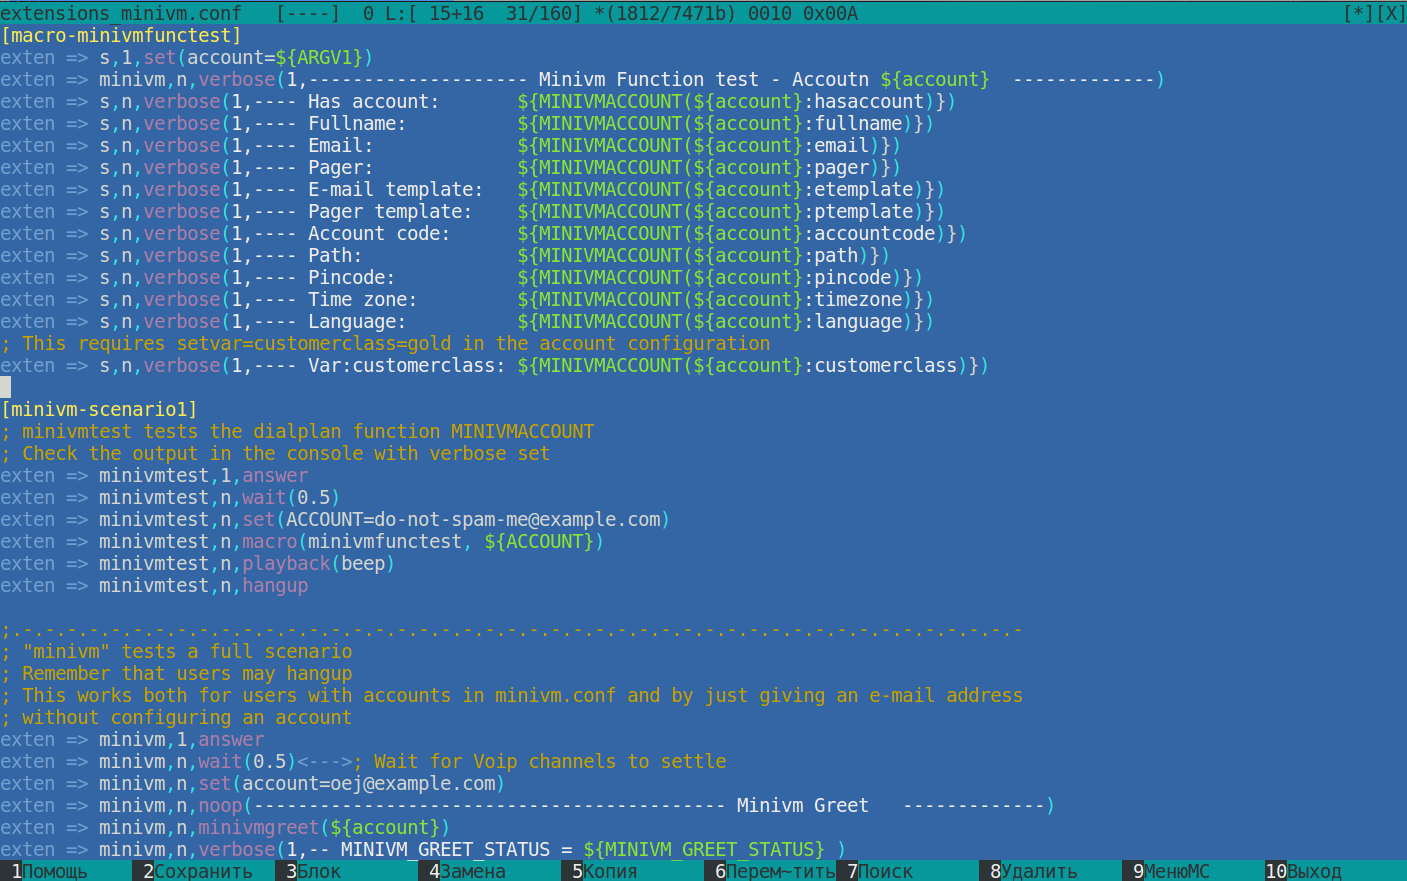 extensions_minivm.conf   [----]  0 L:[ 15+16  31/160] *(1812/7471b) 0010 0x00A                                            [*][X]
[macro-minivmfunctest]
exten => s,1,set(account=${ARGV1})
exten => minivm,n,verbose(1,-------------------- Minivm Function test - Accoutn ${account}  -------------)
exten => s,n,verbose(1,---- Has account:       ${MINIVMACCOUNT(${account}:hasaccount)})
exten => s,n,verbose(1,---- Fullname:          ${MINIVMACCOUNT(${account}:fullname)})
exten => s,n,verbose(1,---- Email:             ${MINIVMACCOUNT(${account}:email)})
exten => s,n,verbose(1,---- Pager:             ${MINIVMACCOUNT(${account}:pager)})
exten => s,n,verbose(1,---- E-mail template:   ${MINIVMACCOUNT(${account}:etemplate)})
exten => s,n,verbose(1,---- Pager template:    ${MINIVMACCOUNT(${account}:ptemplate)})
exten => s,n,verbose(1,---- Account code:      ${MINIVMACCOUNT(${account}:accountcode)})
exten => s,n,verbose(1,---- Path:              ${MINIVMACCOUNT(${account}:path)})
exten => s,n,verbose(1,---- Pincode:           ${MINIVMACCOUNT(${account}:pincode)})
exten => s,n,verbose(1,---- Time zone:         ${MINIVMACCOUNT(${account}:timezone)})
exten => s,n,verbose(1,---- Language:          ${MINIVMACCOUNT(${account}:language)})
; This requires setvar=customerclass=gold in the account configuration
exten => s,n,verbose(1,---- Var:customerclass: ${MINIVMACCOUNT(${account}:customerclass)})
[minivm-scenario1]
; minivmtest tests the dialplan function MINIVMACCOUNT
; Check the output in the console with verbose set
exten => minivmtest,1,answer
exten => minivmtest,n,wait(0.5)
exten => minivmtest,n,set(ACCOUNT=do-not-spam-me@example.com)
exten => minivmtest,n,macro(minivmfunctest, ${ACCOUNT})
exten => minivmtest,n,playback(beep)
exten => minivmtest,n,hangup
;.-.-.-.-.-.-.-.-.-.-.-.-.-.-.-.-.-.-.-.-.-.-.-.-.-.-.-.-.-.-.-.-.-.-.-.-.-.-.-.-.-.-.-.-.-.-
; "minivm" tests a full scenario
; Remember that users may hangup
; This works both for users with accounts in minivm.conf and by just giving an e-mail address
; without configuring an account
exten => minivm,1,answer
exten => minivm,n,wait(0.5)<--->; Wait for Voip channels to settle
exten => minivm,n,set(account=oej@example.com)
exten => minivm,n,noop(------------------------------------------- Minivm Greet   -------------)
exten => minivm,n,minivmgreet(${account})
exten => minivm,n,verbose(1,-- MINIVM_GREET_STATUS = ${MINIVM_GREET_STATUS} )
1Помощь 2Сохранить 3Блок 4Замена 5Копия 6Перем~тить 7Поиск 8Удалить 9МенюМС 10Выход